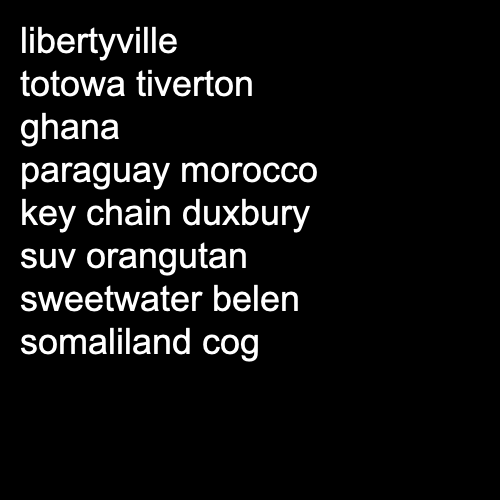 libertyville
totowa tiverton
ghana
paraguay morocco
key chain duxbury
suv orangutan
sweetwater belen
somaliland cog